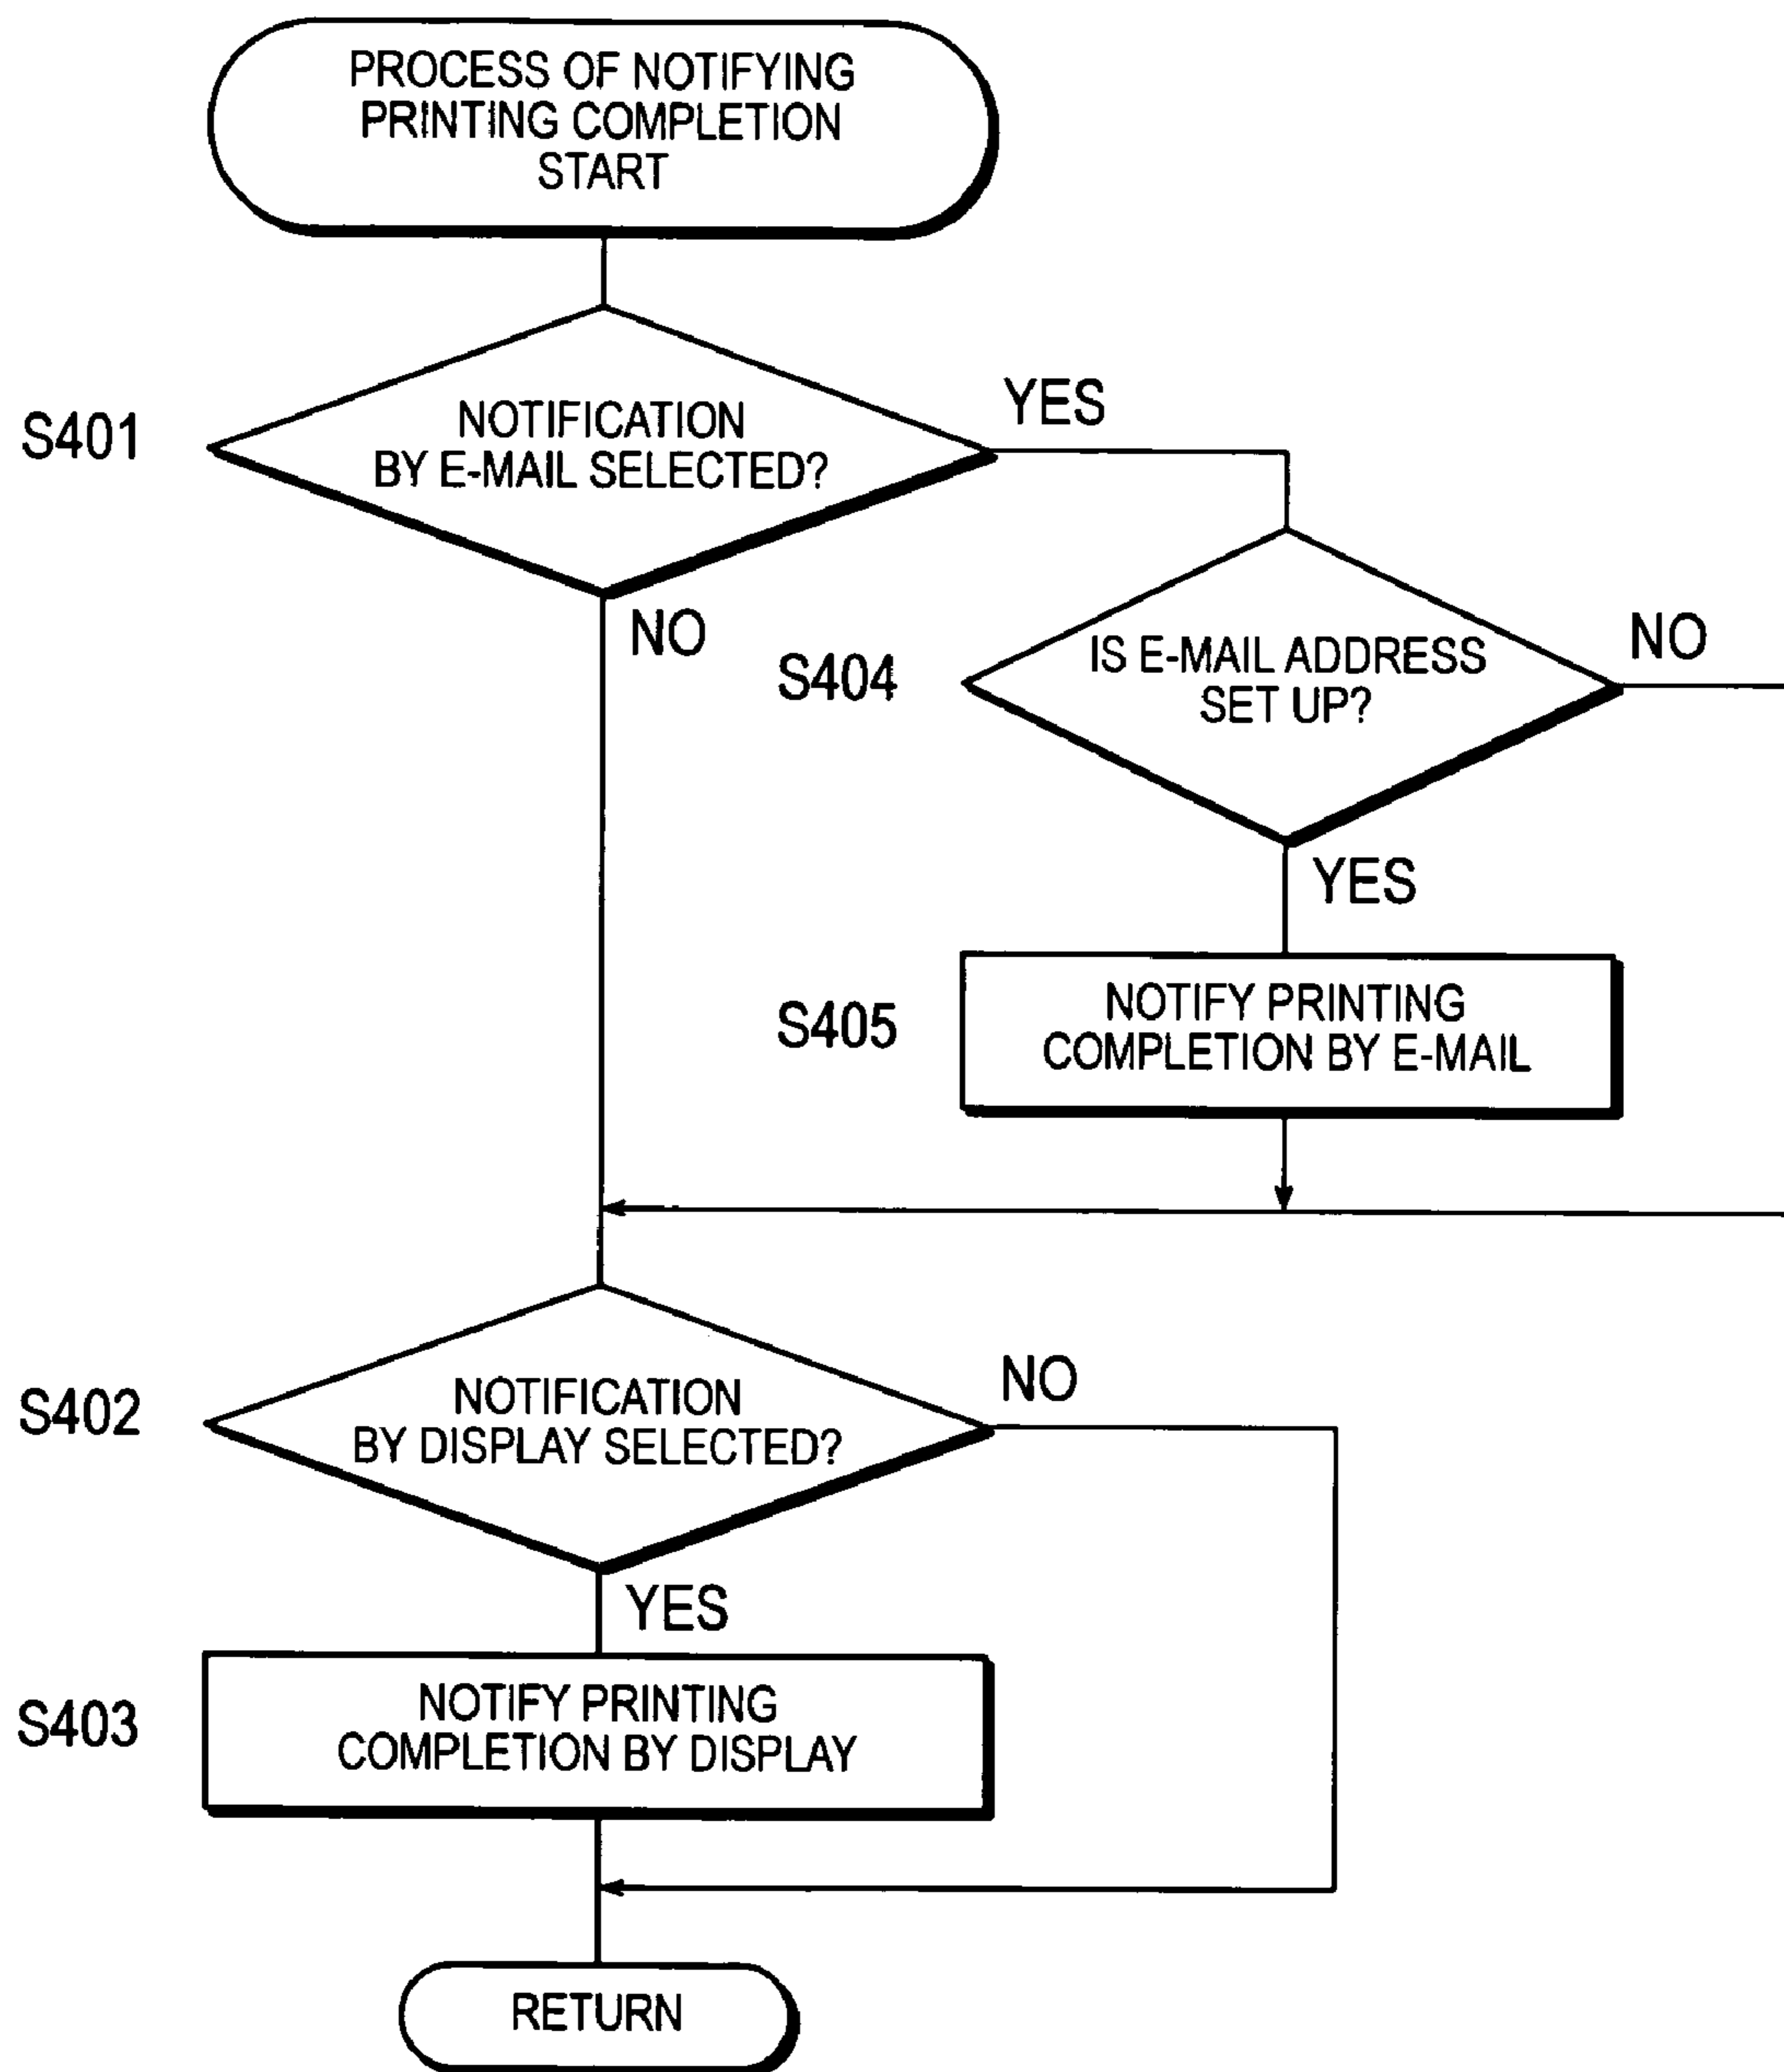 PROCESS OF NOTIFYING
PRINTING COMPLETION
START
S401
NOTIFICATION
BY E-MAIL SELECTED?
YES
NO
S404
IS E-MAIL ADDRESS
SET UP?
NO
YES
S405
NOTIFY PRINTING
COMPLETION BY E-MAIL
S402
NOTIFICATION
BY DISPLAY SELECTED?
NO
YES
S403
NOTIFY PRINTING
COMPLETION BY DISPLAY
RETURN